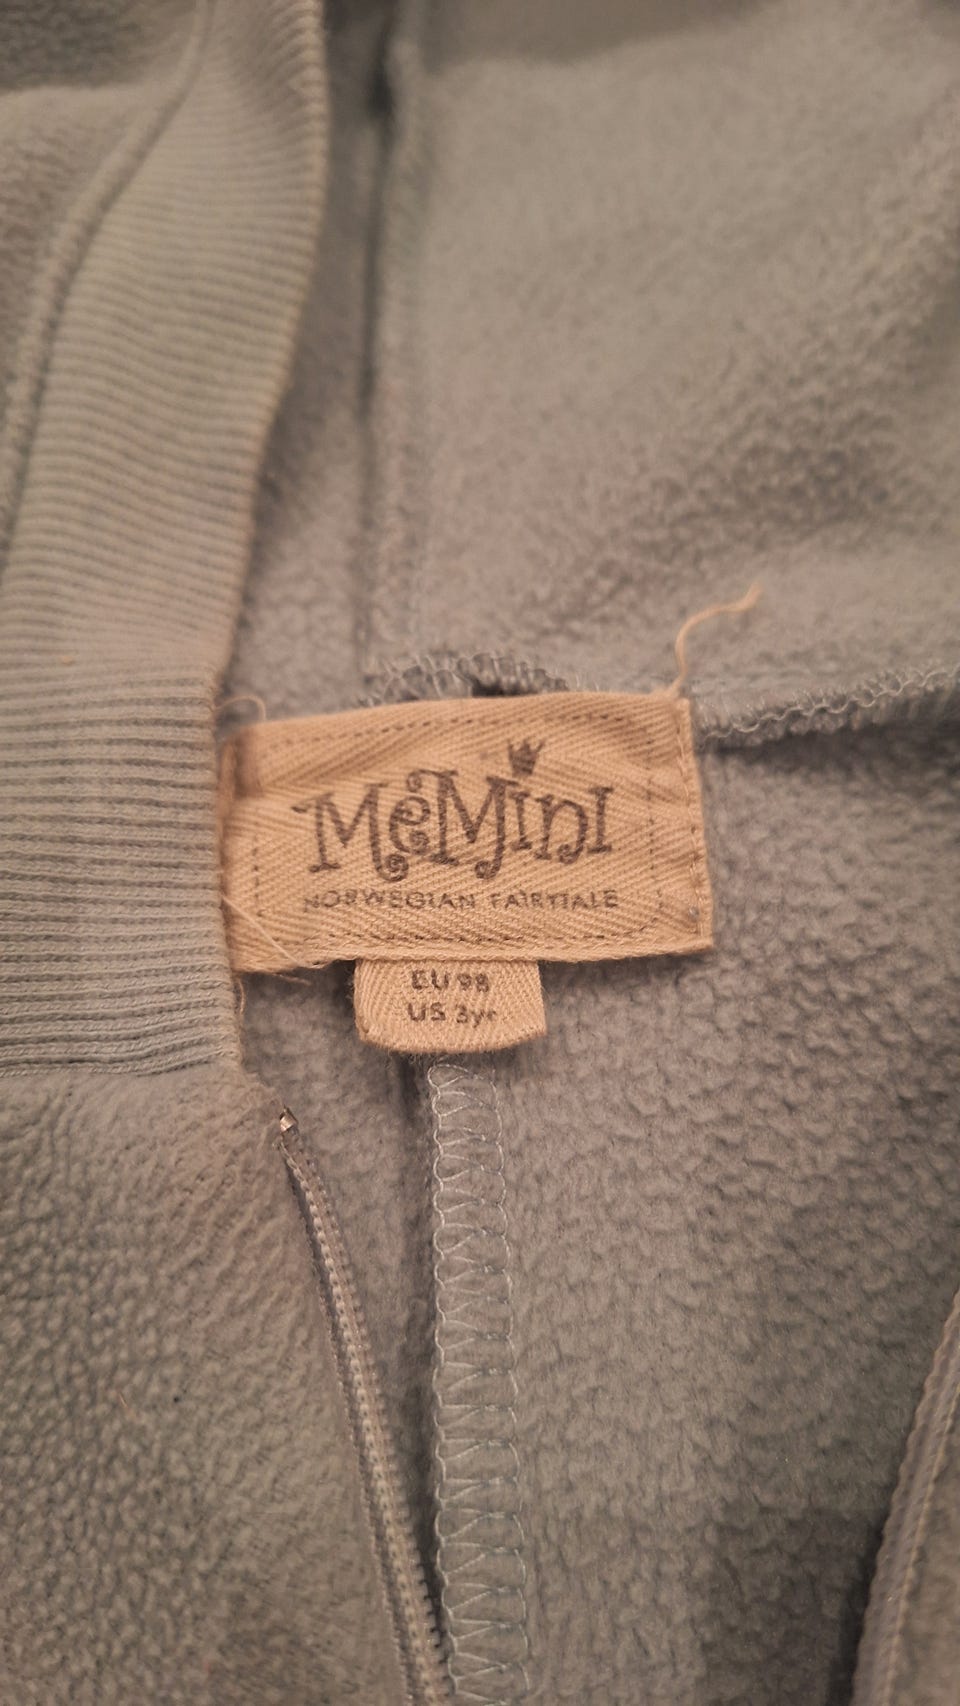 MeMini
NORWEGIAN FAIRYTALE
EU 98
US 3yr